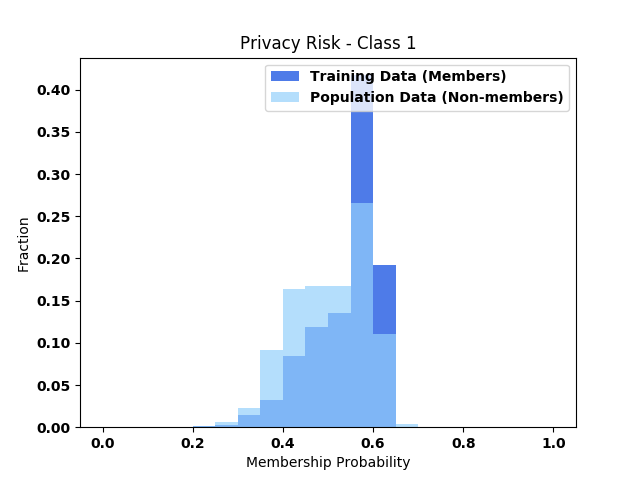 Privacy Risk - Class 1
Training Data (Members)
Population Data (Non-members)
0.40
0.35
0.30
0.25
0.20
0.15
0.10
0.05
0.00
Fraction
0.0 0.2 0.4 0.6 0.8 1.0
Membership Probability